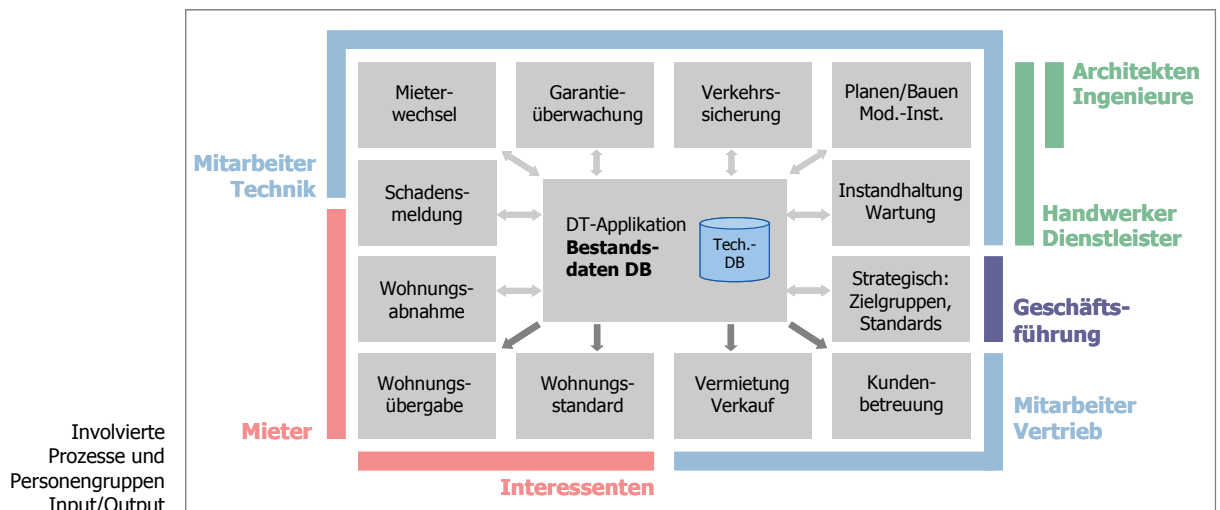 Mieter-
wechsel
Garantie-
überwachung
Verkehrs-
sicherung
Planen/Bauen
Mod.-Inst.
Architekten
Ingenieure
Mitarbeiter
Technik
Schadens-
meldung
DT-Applikation
Bestands-
daten DB
Tech.-
DB
Instandhaltung
Wartung
Handwerker
Dienstleister
Wohnungs-
abnahme
Strategisch:
Zielgruppen,
Standards
Geschäfts-
führung
Wohnungs-
übergabe
Wohnungs-
standard
Vermietung
Verkauf
Kunden-
betreuung
Mieter
Mitarbeiter
Vertrieb
Interessenten
Involvierte
Prozesse und
Personengruppen
Input/Output